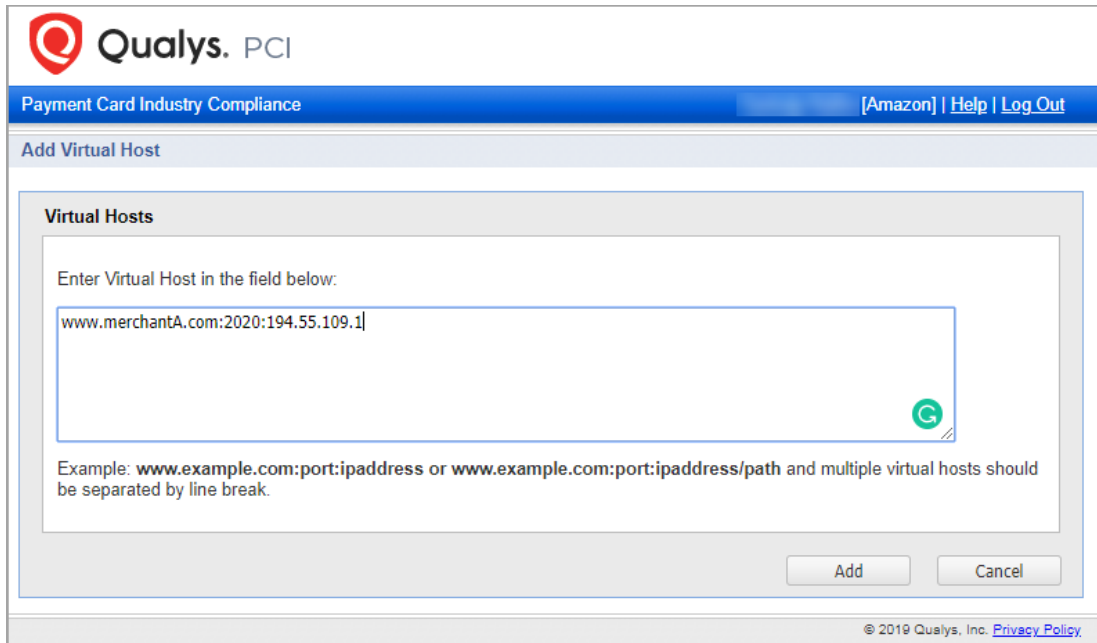 Qualys. PCI
Payment Card Industry Compliance
[Amazon] | Help | Log Out
Add Virtual Host
Virtual Hosts
Enter Virtual Host in the field below:
www.merchantA.com:2020:194.55.109.1
Example: www.example.com:port:ipaddress or www.example.com:port:ipaddress/path and multiple virtual hosts should
be separated by line break.
Add
Cancel
© 2019 Qualys, Inc. Privacy Policy